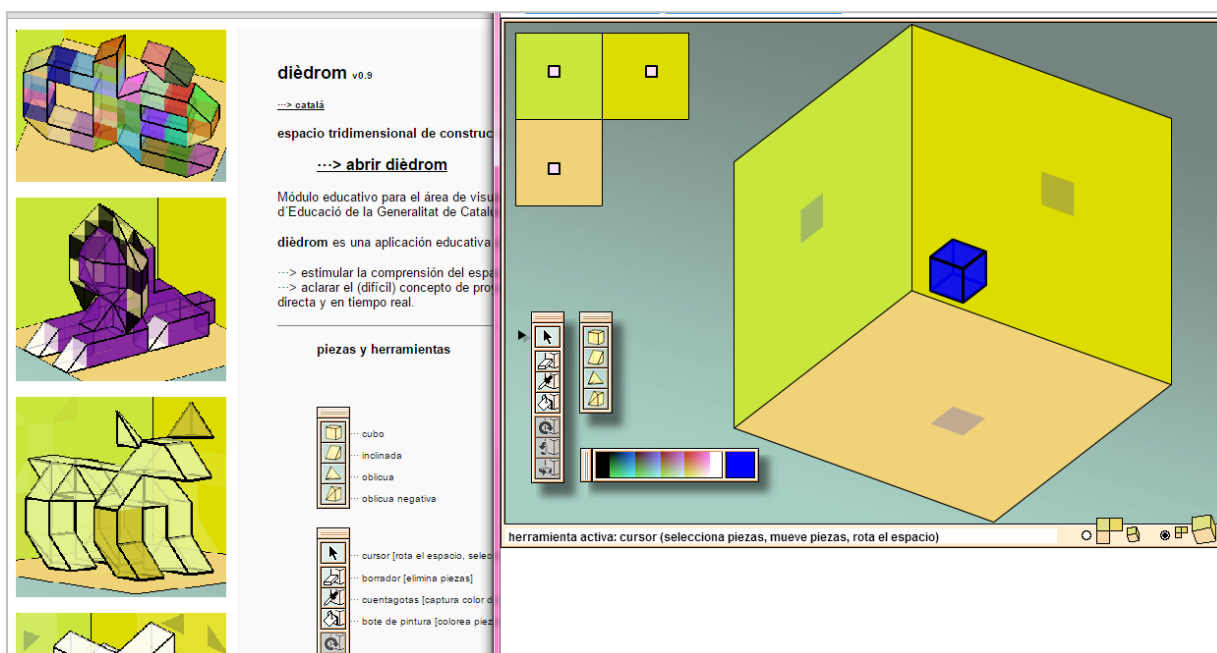 dièdrom v0.9
···> catalá
espacio tridimensional de construc
···> abrir dièdrom
Módulo educativo para el área de visu
d´Educació de la Generalitat de Catalu
dièdrom es una aplicación educativa
···> estimular la comprensión del espa
···> aclarar el (difícil) concepto de proy
directa y en tiempo real.
piezas y herramientas
··· cubo
··· inclinada
··· oblicua
··· oblicua negativa
··· cursor [rota el espacio, selec
··· borrador [elimina piezas]
··· cuentagotas [captura color d
··· bote de pintura [colorea piez
herramienta activa: cursor (selecciona piezas, mueve piezas, rota el espacio)